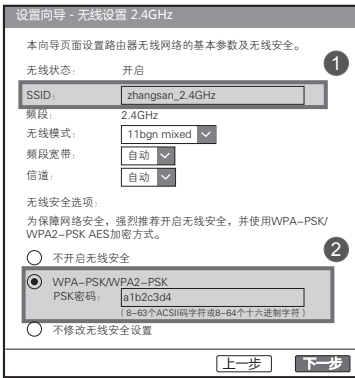 设置向导 - 无线设置 2.4GHz
本向导页面设置路由器无线网络的基本参数及无线安全。
无线状态： 开启
1
SSID： zhangsan_2.4GHz
频段： 2.4GHz
无线模式： 11bgn mixed
频段宽带： 自动
信道： 自动
无线安全选项：
为保障网络安全，强烈推荐开启无线安全，并使用WPA-PSK/
WPA2-PSK AES加密方式。
2
不开启无线安全
WPA-PSK/WPA2-PSK
PSK密码： a1b2c3d4
（8-63个ACSII码字符或8-64个十六进制字符）
不修改无线安全设置
上一步 下一步